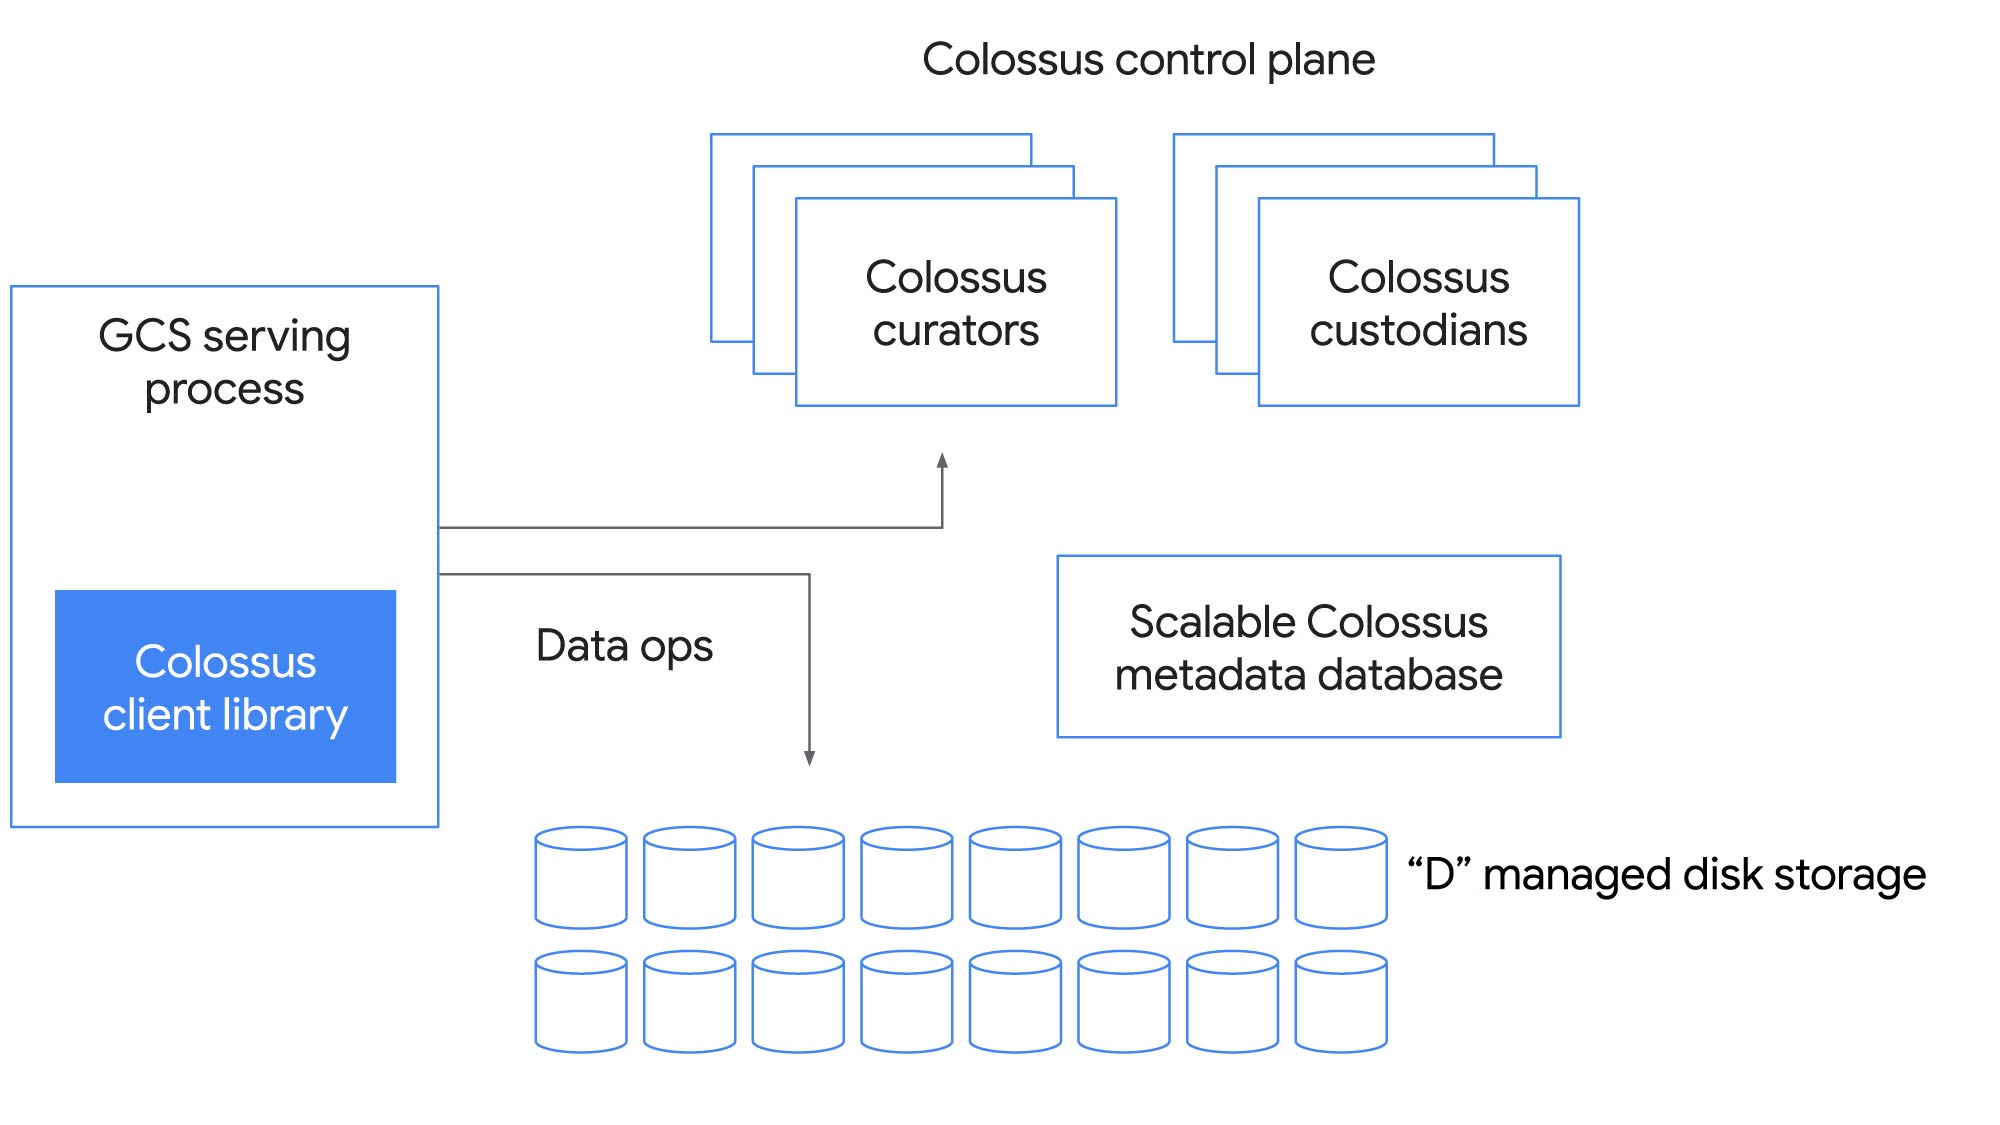 Colossus control plane
Colossus
curators
Colossus
custodians
GCS serving
process
Colossus
client library
Data ops
Scalable Colossus
metadata database
“D” managed disk storage